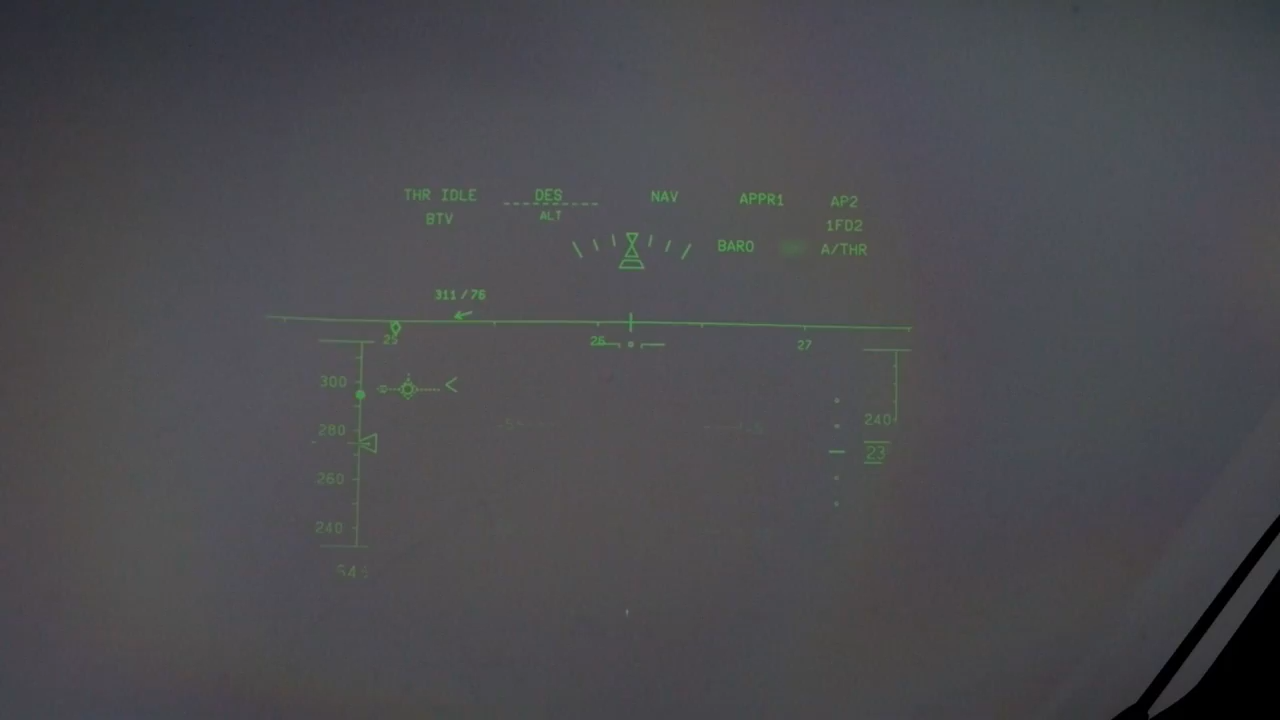 THR IDLE DES NAV APPR1 AP2
BTV ALT 1FD2
BARO A/THR
311/76
25 26 27
300
280
260
240
240
23